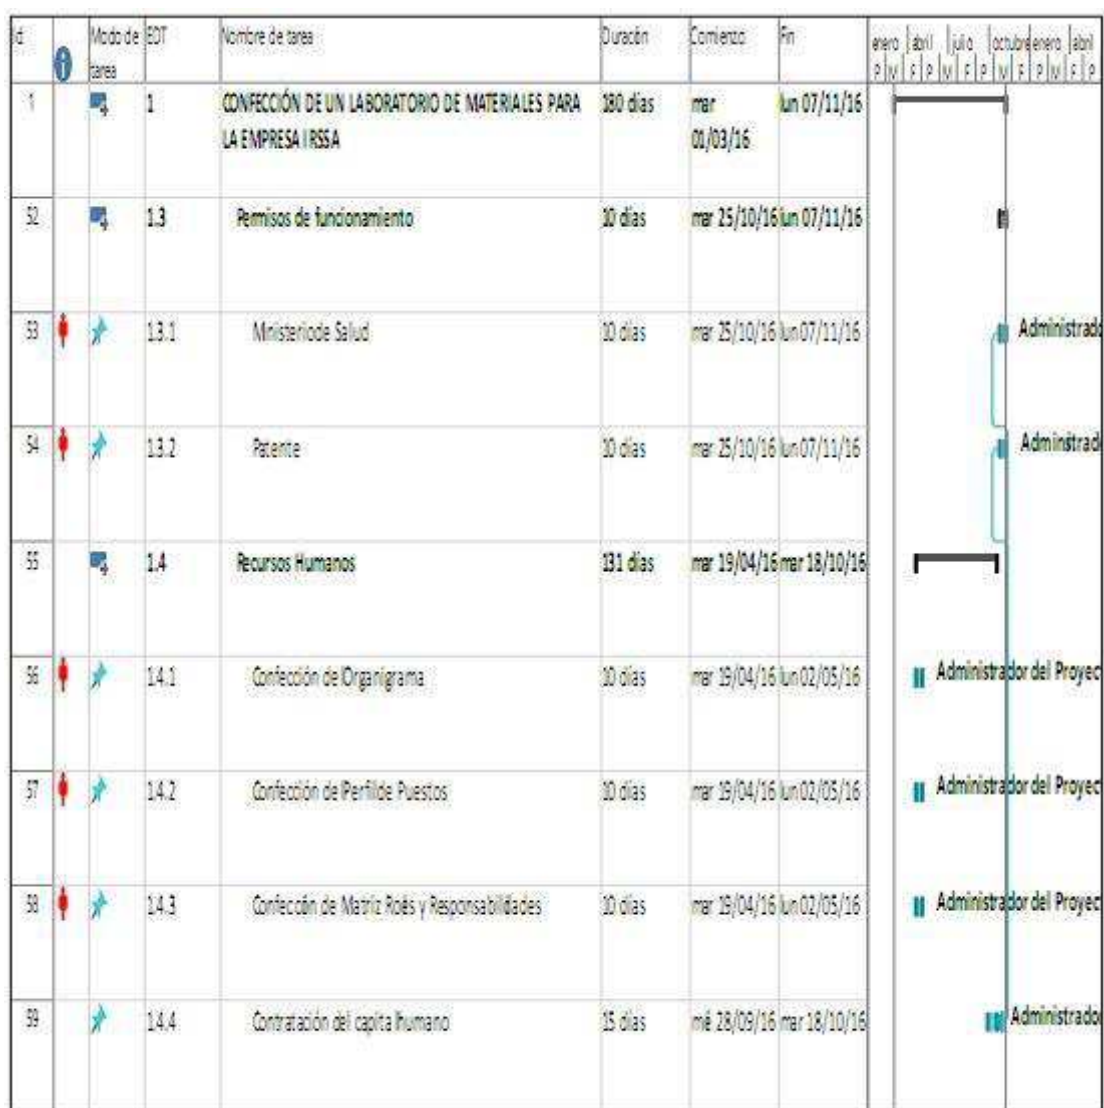 Id Modo de tarea EDT Nombre de tarea Duración Comienzo Fin enero abril julio octubre enero abril
P M F P M F P M F P M F P
1 1 CONFECCIÓN DE UN LABORATORIO DE MATERIALES PARA LA EMPRESA IRSSA 180 días mar 01/03/16 lun 07/11/16
52 1.3 Permisos de funcionamiento 10 días mar 25/10/16 lun 07/11/16
53 1.3.1 Ministeriode Salud 10 días mar 25/10/16 lun 07/11/16 Administrado
54 1.3.2 Patente 10 días mar 25/10/16 lun 07/11/16 Administrad
55 1.4 Recursos Humanos 131 días mar 19/04/16 mar 18/10/16
56 1.4.1 Confección de Organigrama 10 días mar 19/04/16 lun 02/05/16 Administrador del Proyec
57 1.4.2 Confección de Perfilde Puestos 10 días mar 19/04/16 lun 02/05/16 Administrador del Proyec
58 1.4.3 Confección de Matriz Roles y Responsabilidades 10 días mar 19/04/16 lun 02/05/16 Administrador del Proyec
59 1.4.4 Contratación del capital humano 15 días mié 28/09/16 mar 18/10/16 Administrador